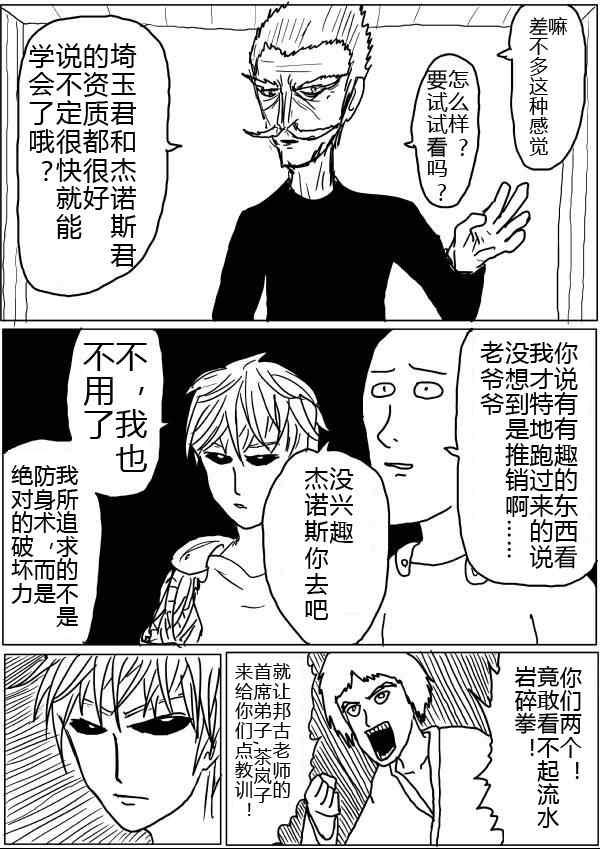 嘛
差不多这种感觉
怎么样?
要试试看吗?
埼玉君和杰诺斯君
的资质都很好
说不定很快就能
学会了哦?
你说有有趣的东西看
我才特地跑过来的说
没想到是推销啊……
老爷爷
没兴趣
杰诺斯你去吧
不,我也
不用了
我所追求的不是
防身术,而是
绝对的破坏力
你们两个!
竟敢看不起流水
岩碎拳!
就让邦古老师的
首席弟子-茶岚子
来给你们点教训!